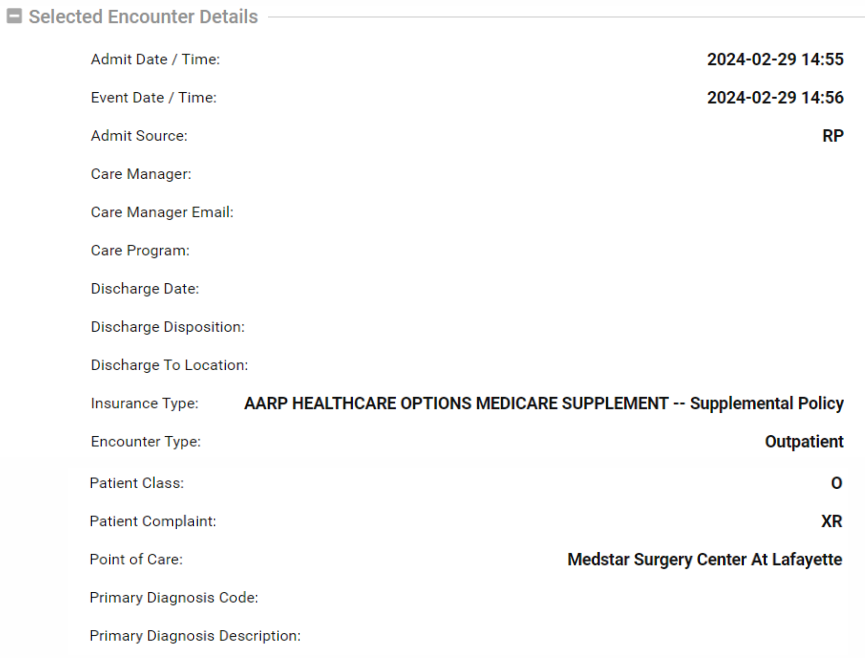 Selected Encounter Details
Admit Date / Time: 2024-02-29 14:55
Event Date / Time: 2024-02-29 14:56
Admit Source: RP
Care Manager:
Care Manager Email:
Care Program:
Discharge Date:
Discharge Disposition:
Discharge To Location:
Insurance Type: AARP HEALTHCARE OPTIONS MEDICARE SUPPLEMENT -- Supplemental Policy
Encounter Type: Outpatient
Patient Class: O
Patient Complaint: XR
Point of Care: Medstar Surgery Center At Lafayette
Primary Diagnosis Code:
Primary Diagnosis Description: